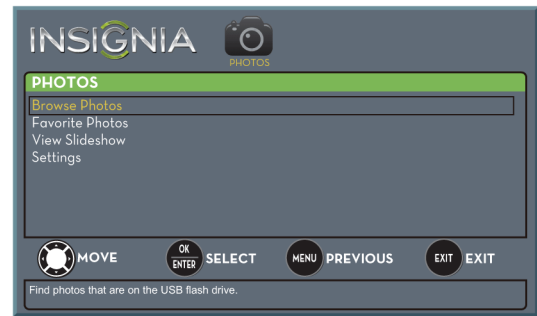 INSIGNIA
PHOTOS
PHOTOS
Browse Photos
Favorite Photos
View Slideshow
Settings
MOVE OK ENTER SELECT MENU PREVIOUS EXIT EXIT
Find photos that are on the USB flash drive.